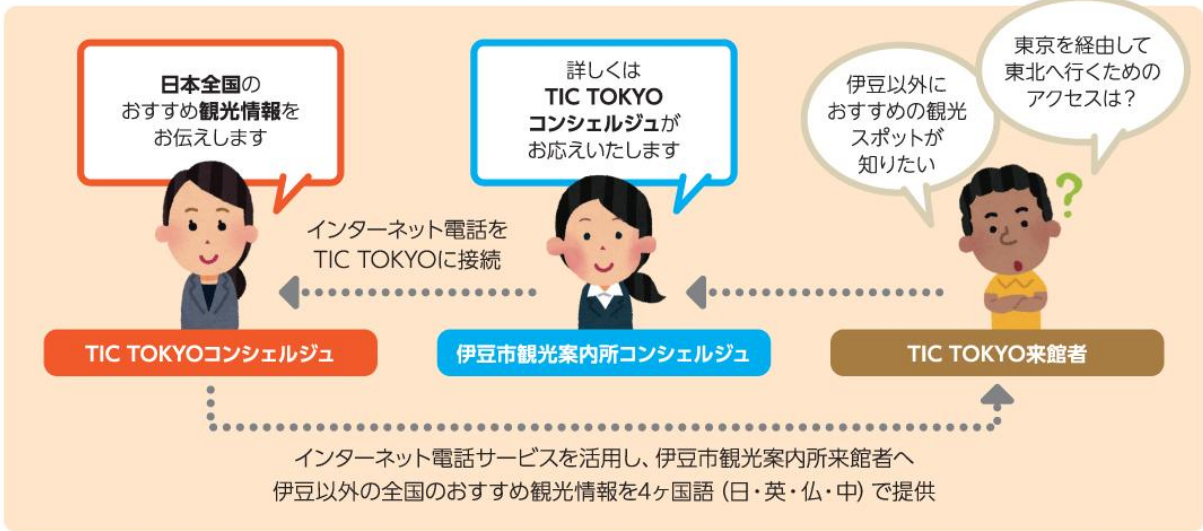 日本全国の
おすすめ観光情報を
お伝えします
詳しくは
TIC TOKYO
コンシェルジュが
お応えいたします
伊豆以外に
おすすめの観光
スポットが
知りたい
東京を経由して
東北へ行くための
アクセスは？
インターネット電話を
TIC TOKYOに接続
?
TIC TOKYOコンシェルジュ
伊豆市観光案内所コンシェルジュ
TIC TOKYO来館者
インターネット電話サービスを活用し、伊豆市観光案内所来館者へ
伊豆以外の全国のおすすめ観光情報を4ヶ国語（日・英・仏・中）で提供